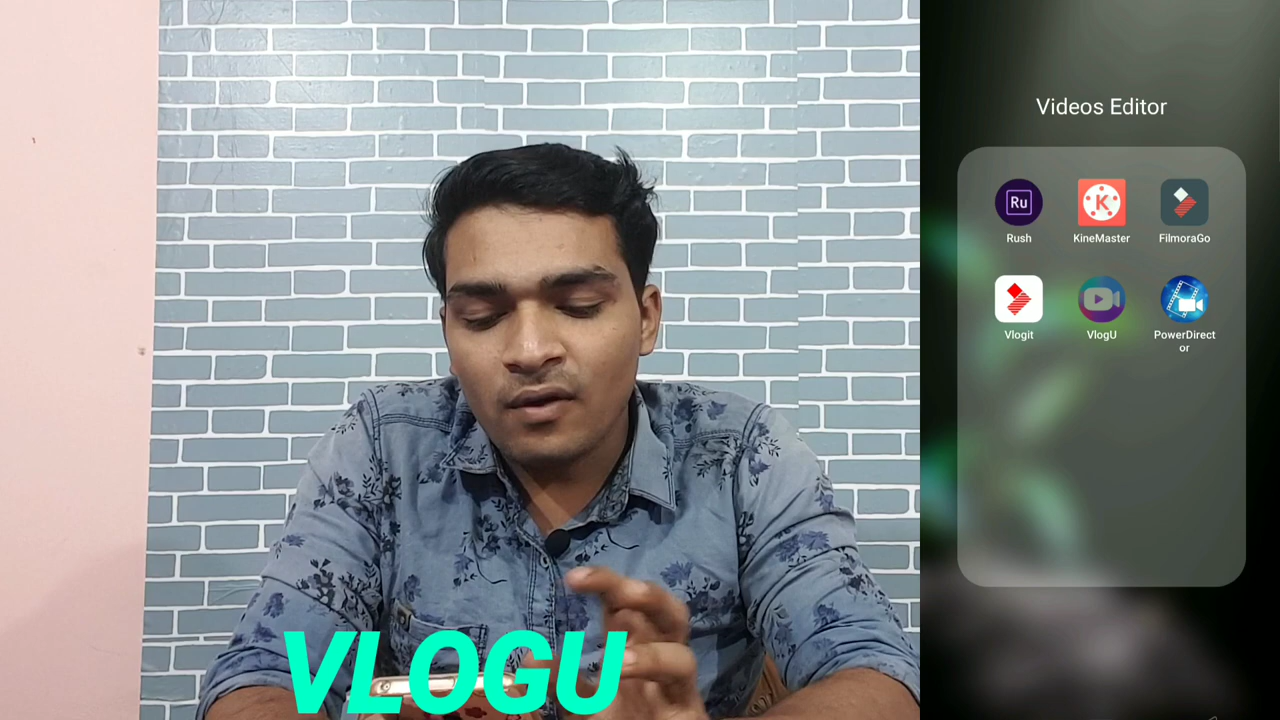 Videos Editor
Ru
K
Rush
KineMaster
FilmoraGo
Vlogit
VlogU
PowerDirect
or
VLOGU